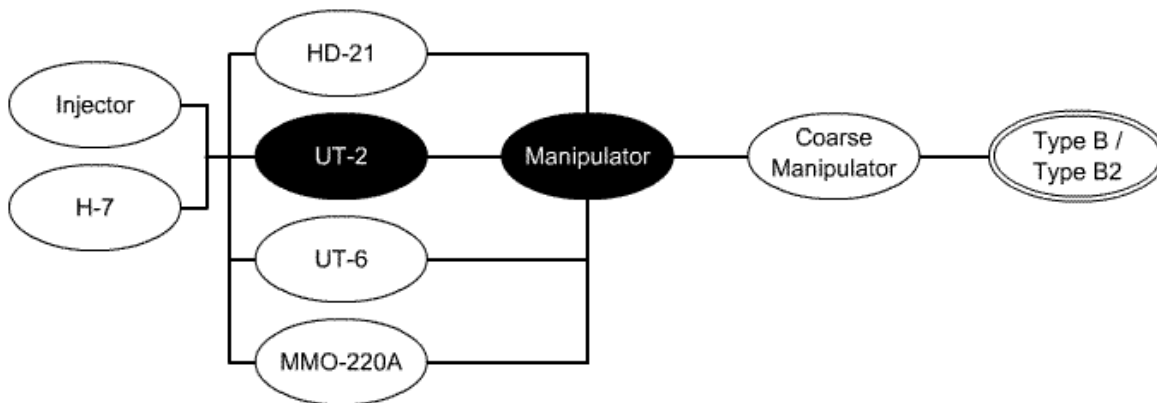 HD-21
Injector
UT-2
Manipulator
Coarse
Manipulator
Type B /
Type B2
H-7
UT-6
MMO-220A